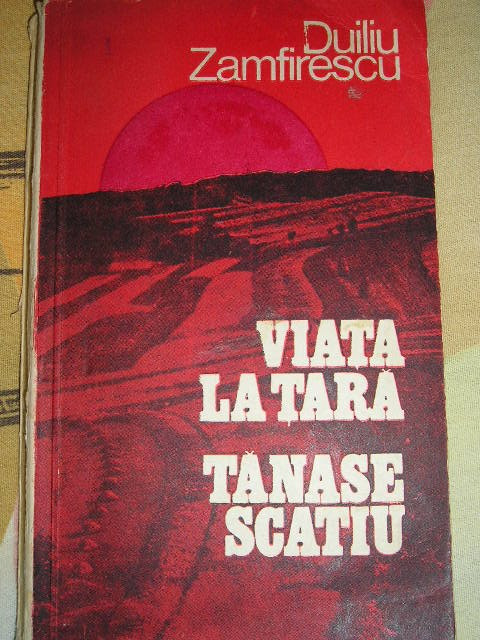 Duiliu
Zamfirescu
VIAȚA
LA ȚARĂ
TĂNASE
SCATIU